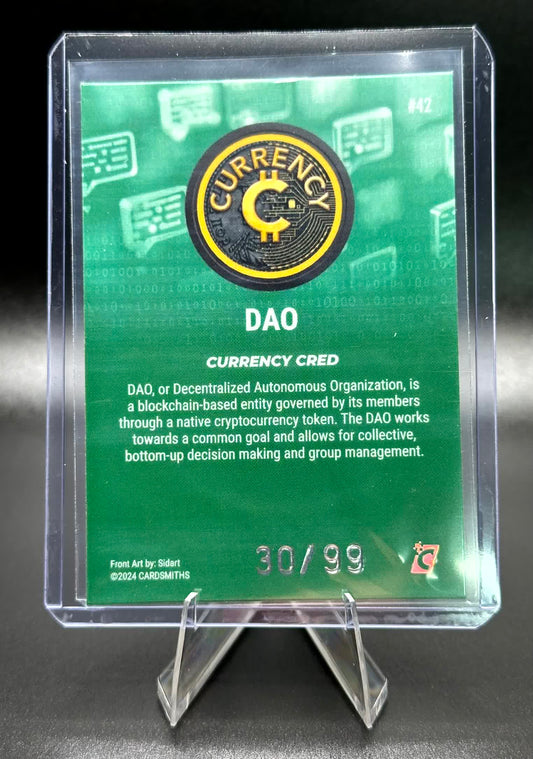 #42
CURRENCY
DAO
CURRENCY CRED
DAO, or Decentralized Autonomous Organization, is
a blockchain-based entity governed by its members
through a native cryptocurrency token. The DAO works
towards a common goal and allows for collective,
bottom-up decision making and group management.
30/99
Front Art by: Sidart
©2024 CARDSMITHS